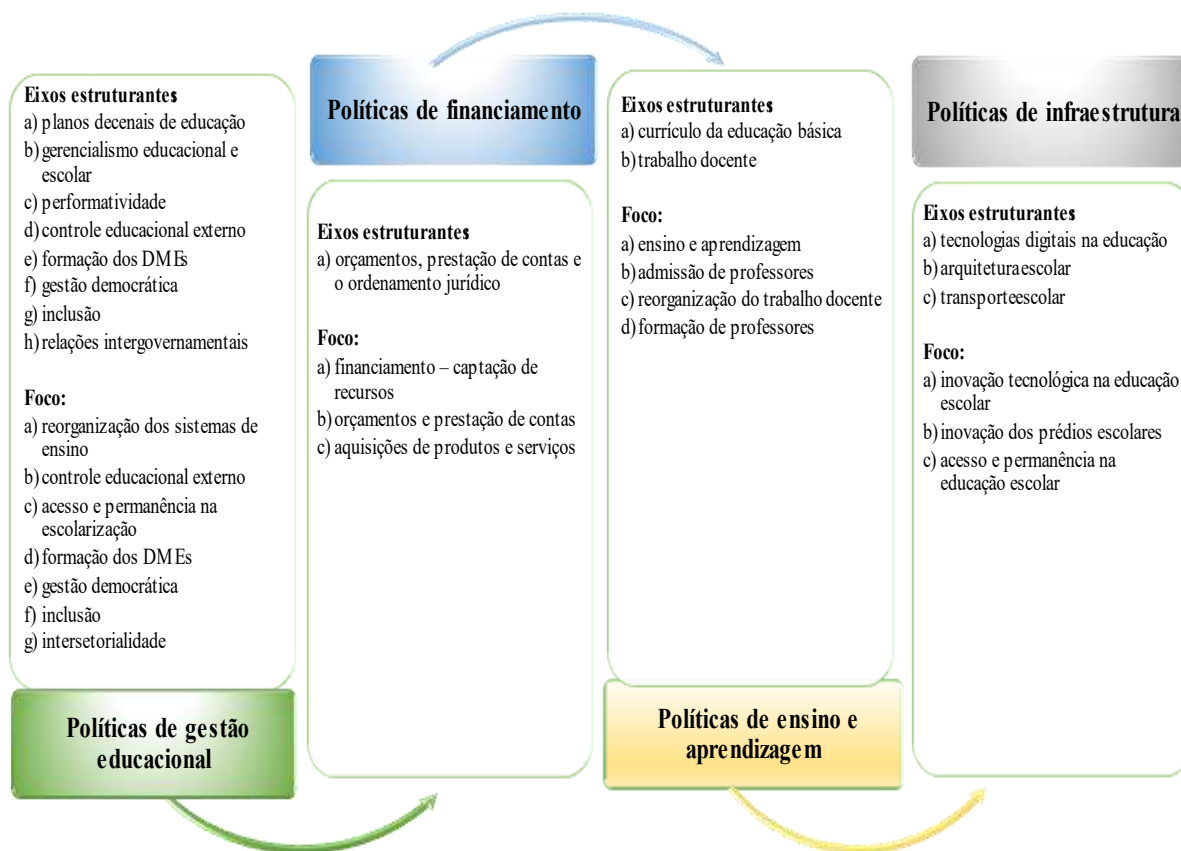 Eixos estruturantes
a) planos decenais de educação
b) gerencialismo educacional e
escolar
c) performatividade
d) controle educacional externo
e) formação dos DMEs
f) gestão democrática
g) inclusão
h) relações intergovernamentais
Foco:
a) reorganização dos sistemas de
ensino
b) controle educacional externo
c) acesso e permanência na
escolarização
d) formação dos DMEs
e) gestão democrática
f) inclusão
g) intersetorialidade
Políticas de gestão
educacional
Políticas de financiamento
Eixos estruturantes
a) orçamentos, prestação de contas e
o ordenamento jurídico
Foco:
a) financiamento – captação de
recursos
b) orçamentos e prestação de contas
c) aquisições de produtos e serviços
Eixos estruturantes
a) currículo da educação básica
b) trabalho docente
Foco:
a) ensino e aprendizagem
b) admissão de professores
c) reorganização do trabalho docente
d) formação de professores
Políticas de ensino e
aprendizagem
Políticas de infraestrutura
Eixos estruturantes
a) tecnologias digitais na educação
b) arquitetura escolar
c) transporte escolar
Foco:
a) inovação tecnológica na educação
escolar
b) inovação dos prédios escolares
c) acesso e permanência na
educação escolar